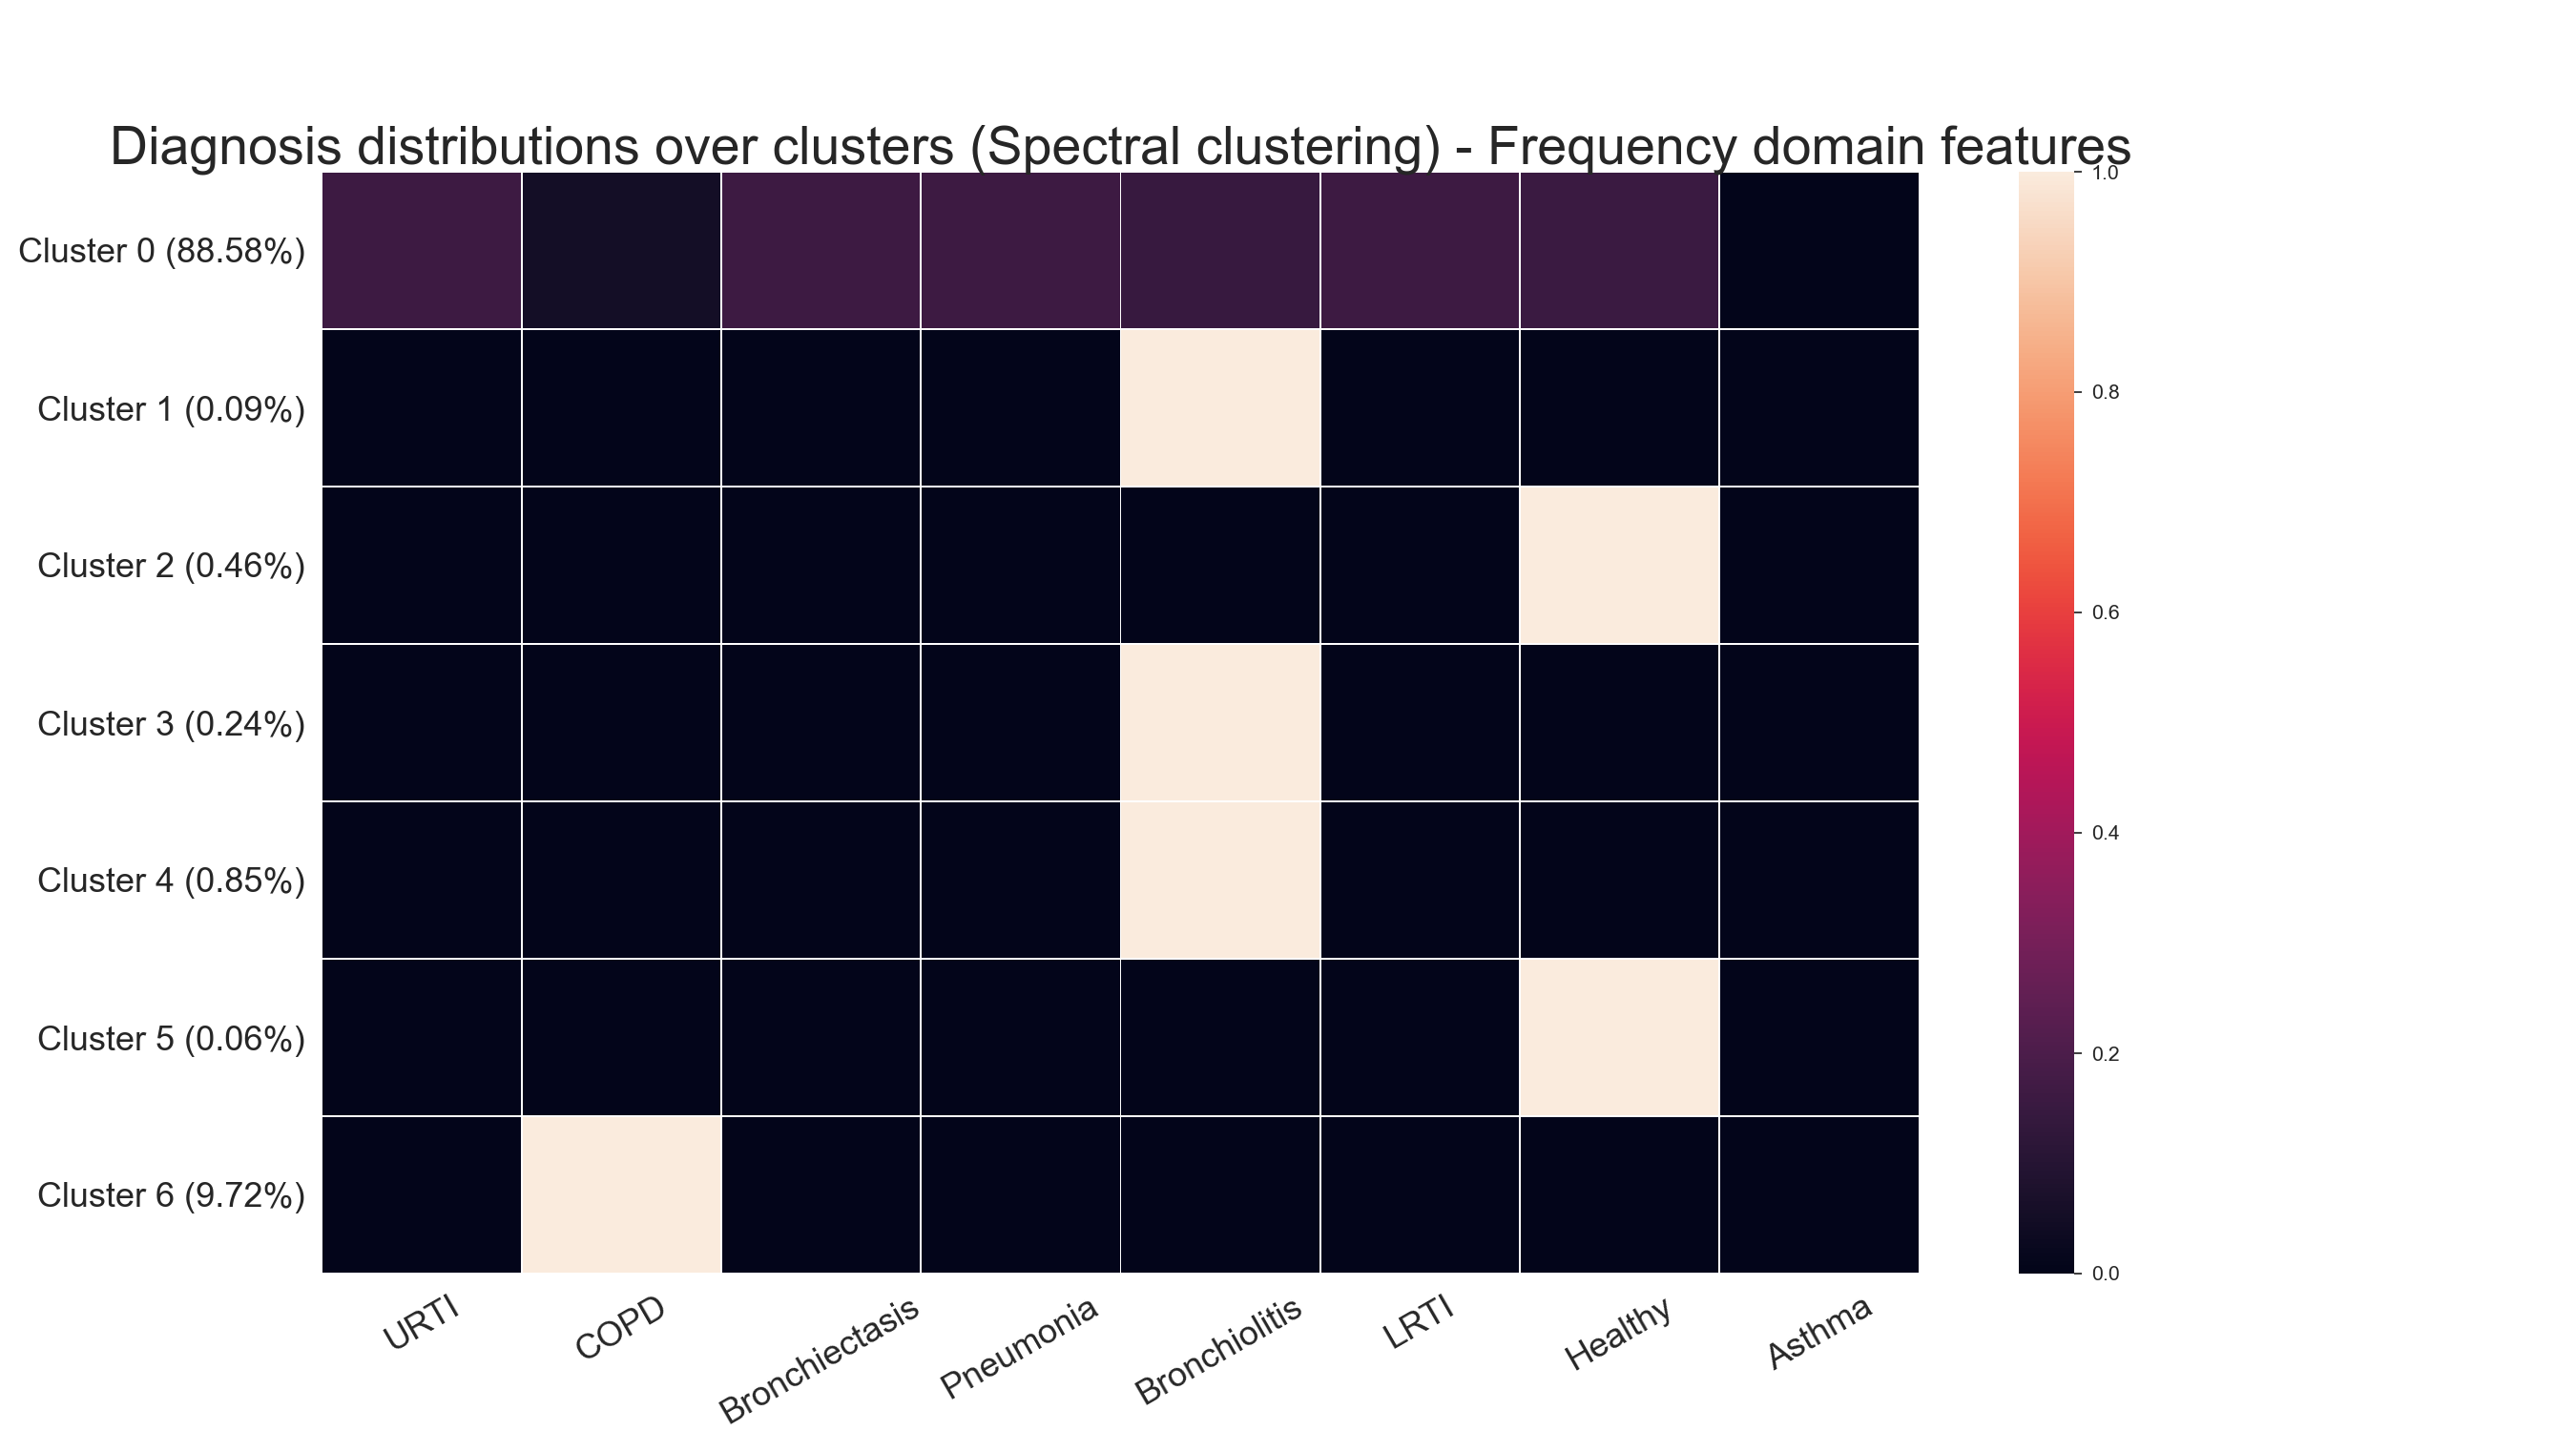 Diagnosis distributions over clusters (Spectral clustering) - Frequency domain features
Cluster 0 (88.58%)
Cluster 1 (0.09%)
Cluster 2 (0.46%)
Cluster 3 (0.24%)
Cluster 4 (0.85%)
Cluster 5 (0.06%)
Cluster 6 (9.72%)
URTI
COPD
Bronchiectasis
Pneumonia
Bronchiolitis
LRTI
Healthy
Asthma
1.0
0.8
0.6
0.4
0.2
0.0